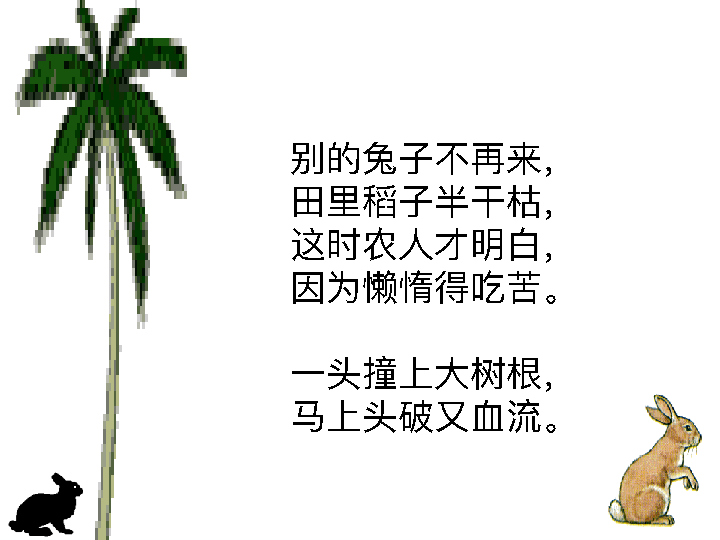 别的兔子不再来，
田里稻子半干枯，
这时农人才明白，
因为懒惰得吃苦。
一头撞上大树根，
马上头破又血流。